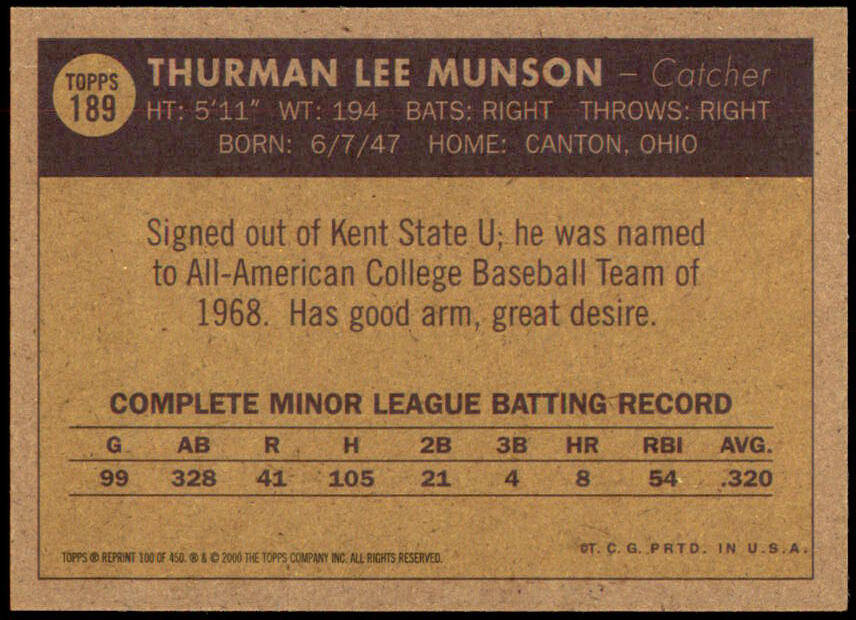 TOPPS
189
THURMAN LEE MUNSON – Catcher
HT: 5'11" WT: 194 BATS: RIGHT THROWS: RIGHT
BORN: 6/7/47 HOME: CANTON, OHIO
Signed out of Kent State U; he was named
to All-American College Baseball Team of
1968. Has good arm, great desire.
COMPLETE MINOR LEAGUE BATTING RECORD
G AB R H 2B 3B HR RBI AVG.
99 328 41 105 21 4 8 54 .320
TOPPS ® REPRINT 100 OF 450. ® & © 2000 THE TOPPS COMPANY INC. ALL RIGHTS RESERVED.
©T. C. G. PRTD. IN U.S.A.